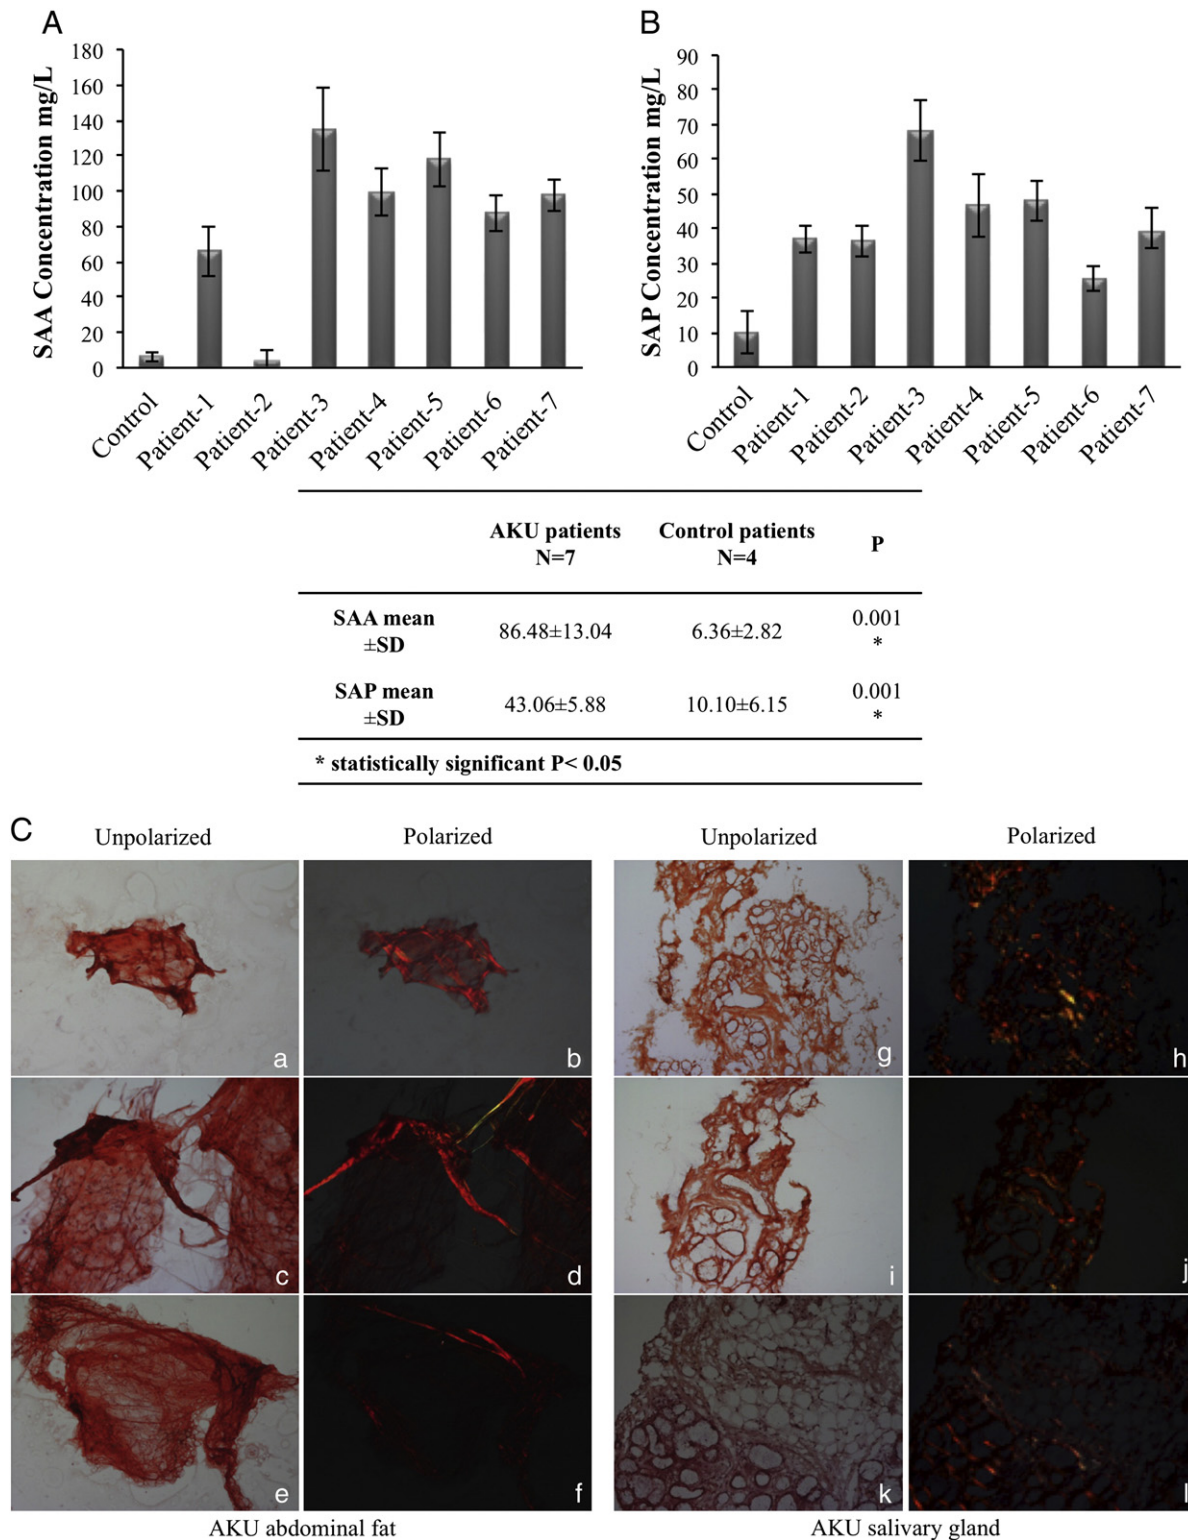 A
SAA Concentration mg/L
180
160
140
120
100
80
60
40
20
0
Control
Patient-1
Patient-2
Patient-3
Patient-4
Patient-5
Patient-6
Patient-7
B
SAP Concentration mg/L
90
80
70
60
50
40
30
20
10
0
Control
Patient-1
Patient-2
Patient-3
Patient-4
Patient-5
Patient-6
Patient-7
AKU patients Control patients P
N=7 N=4
SAA mean 86.48±13.04 6.36±2.82 0.001
±SD *
SAP mean 43.06±5.88 10.10±6.15 0.001
±SD *
* statistically significant P< 0.05
C
Unpolarized Polarized Unpolarized Polarized
a b g h
c d i j
e f k l
AKU abdominal fat AKU salivary gland